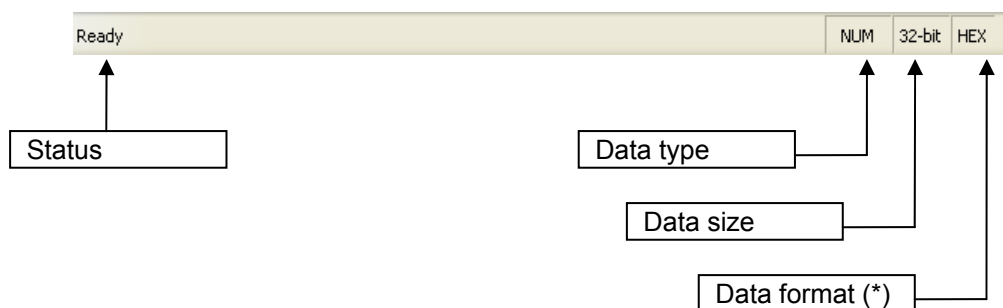 Ready NUM 32-bit HEX
Status Data type
Data size
Data format (*)